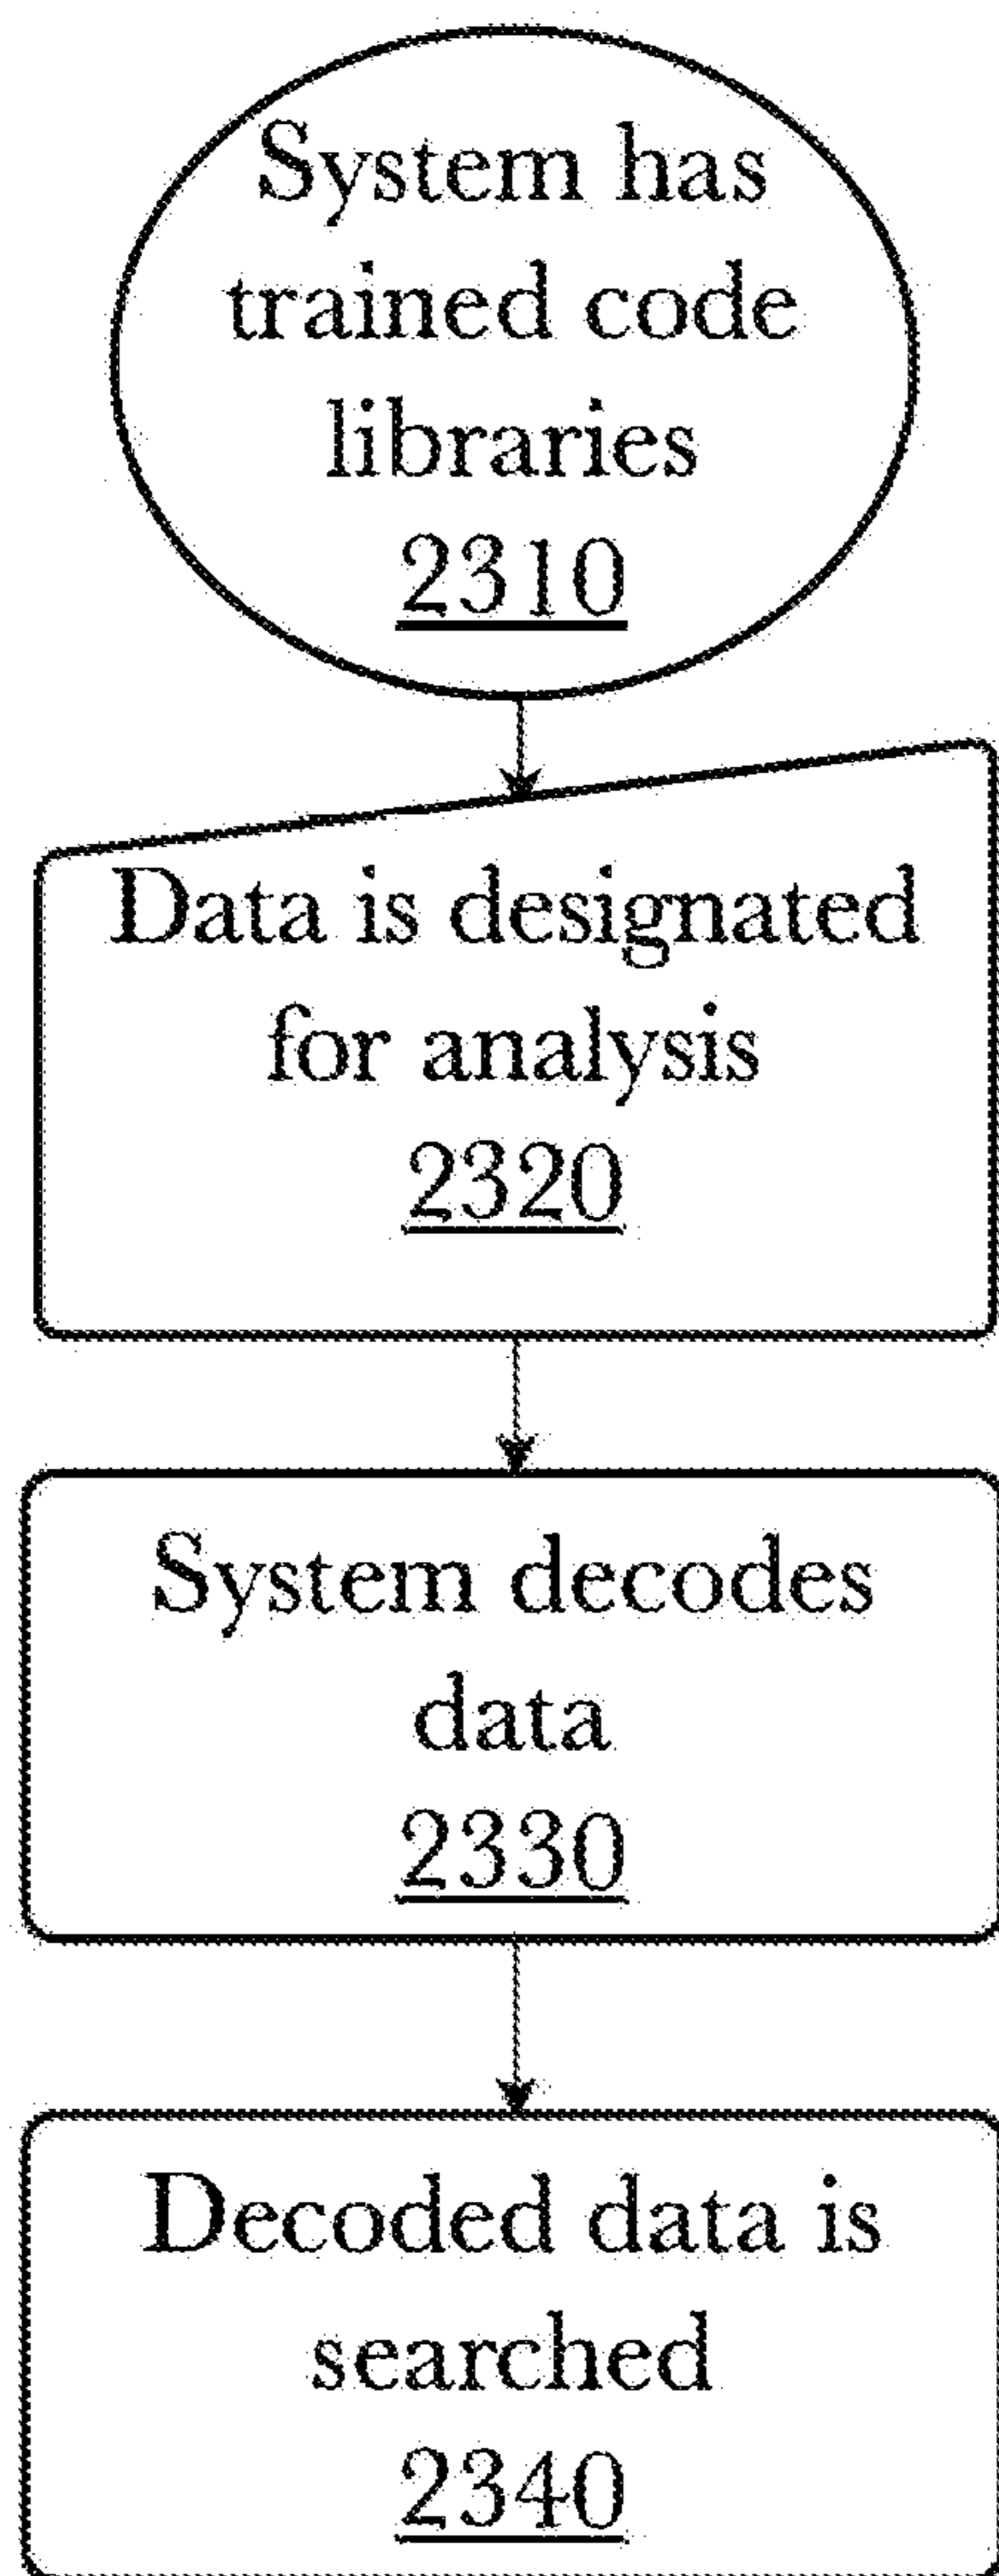 System has
trained code
libraries
2310
Data is designated
for analysis
2320
System decodes
data
2330
Decoded data is
searched
2340